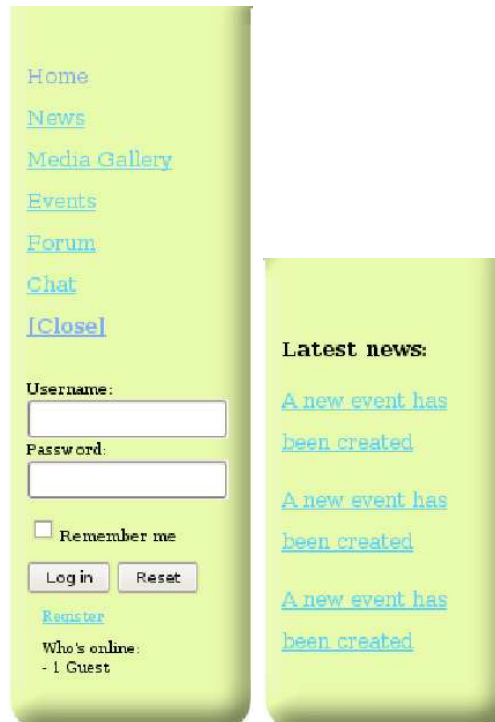 Home
News
Media Gallery
Events
Forum
Chat
[Close]
Username:
Password:
Remember me
Log in Reset
Register
Who's online:
- 1 Guest
Latest news:
A new event has
been created
A new event has
been created
A new event has
been created